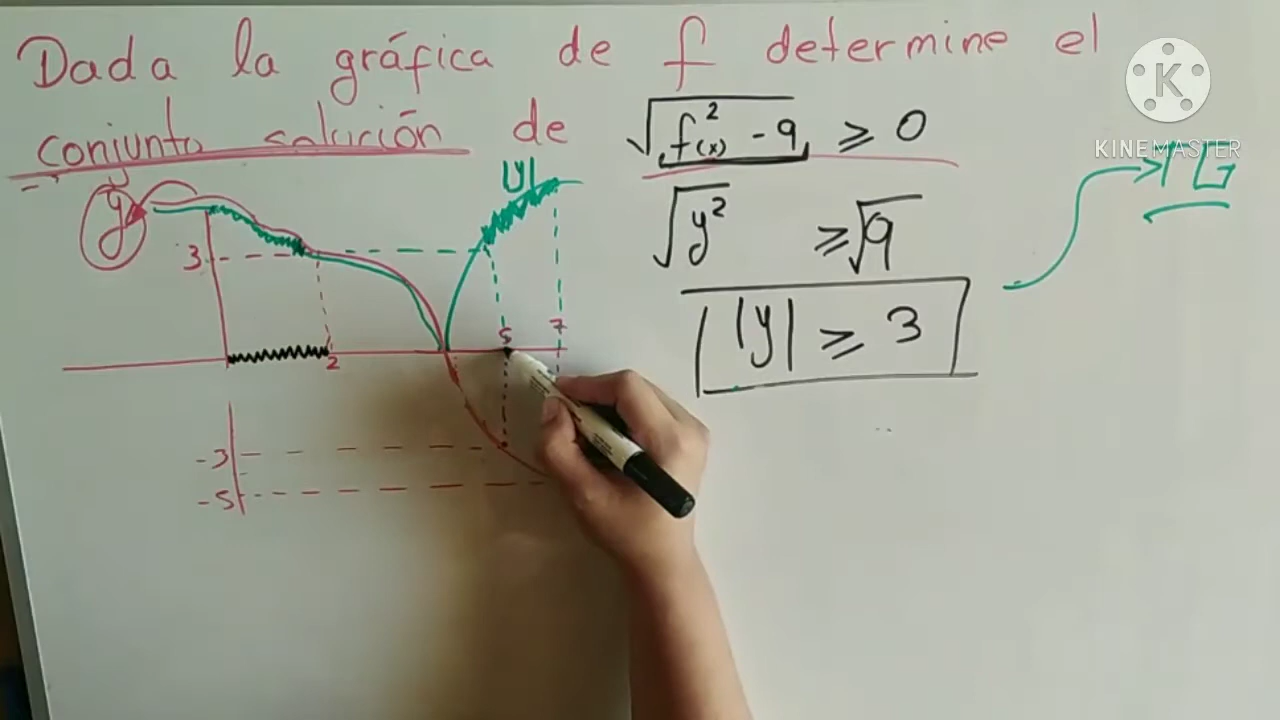 Dada la gráfica de f determine el
conjunto solución de √f²(x) - 9 ≥ 0
K
KINEMASTER
y
|y|
√y² ≥ √9
|y| ≥ 3
3
2
5
7
-3
-5